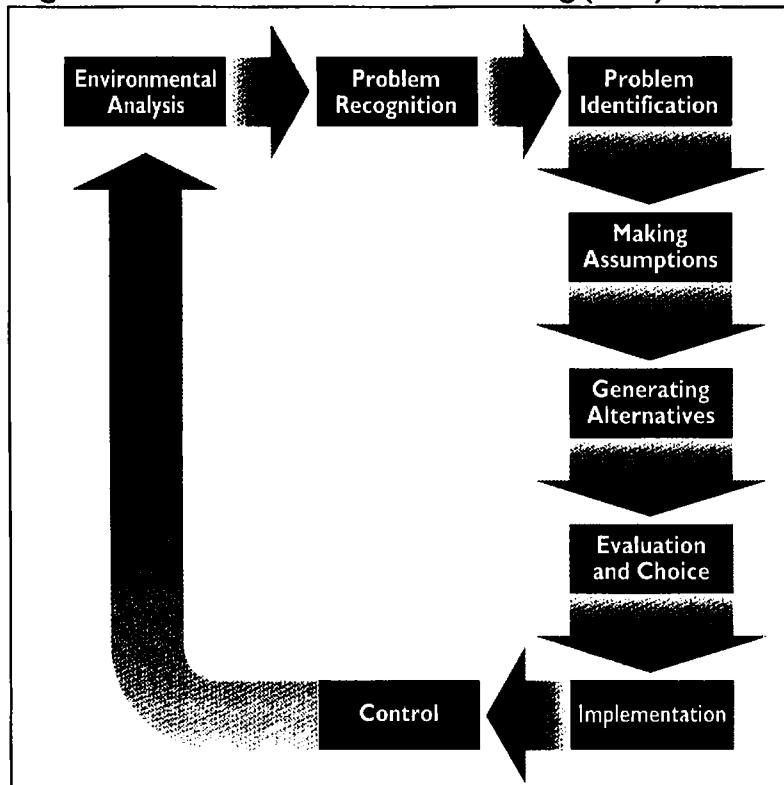 Environmental
Analysis
Problem
Recognition
Problem
Identification
Making
Assumptions
Generating
Alternatives
Evaluation
and Choice
Implementation
Control